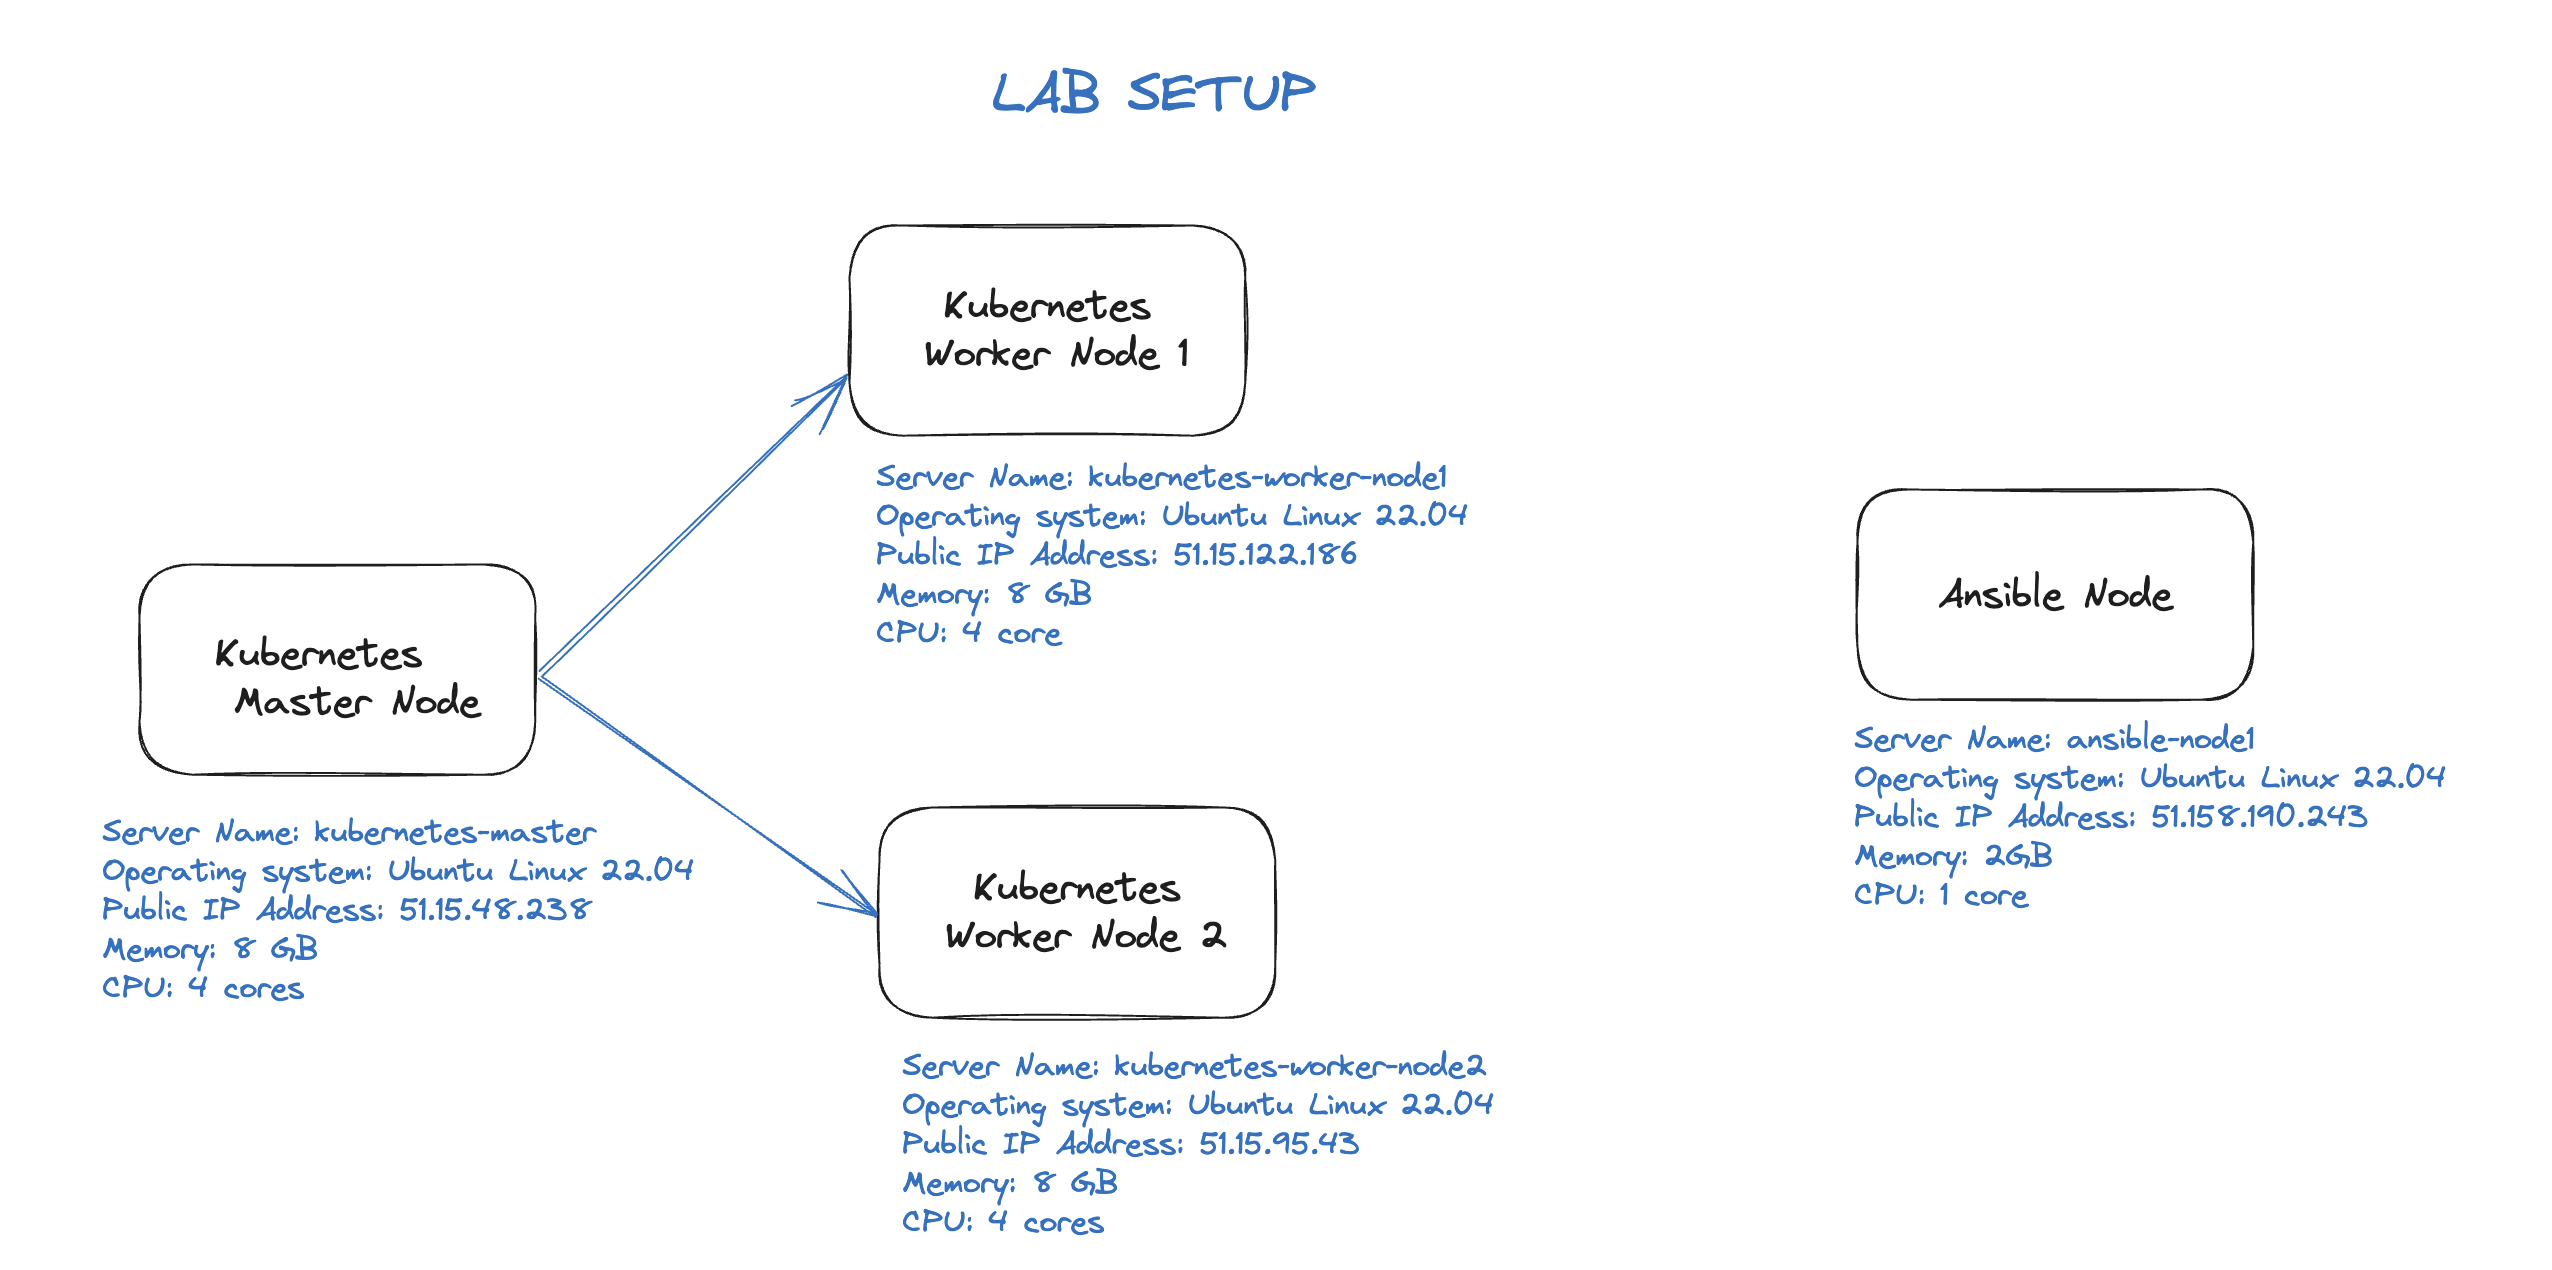 LAB SETUP
Kubernetes
Worker Node 1
Server Name: kubernetes-worker-node1
Operating system: Ubuntu Linux 22.04
Public IP Address: 51.15.122.186
Memory: 8 GB
CPU: 4 core
Kubernetes
Master Node
Server Name: kubernetes-master
Operating system: Ubuntu Linux 22.04
Public IP Address: 51.15.48.238
Memory: 8 GB
CPU: 4 cores
Kubernetes
Worker Node 2
Server Name: kubernetes-worker-node2
Operating system: Ubuntu Linux 22.04
Public IP Address: 51.15.95.43
Memory: 8 GB
CPU: 4 cores
Ansible Node
Server Name: ansible-node1
Operating system: Ubuntu Linux 22.04
Public IP Address: 51.158.190.243
Memory: 2GB
CPU: 1 core